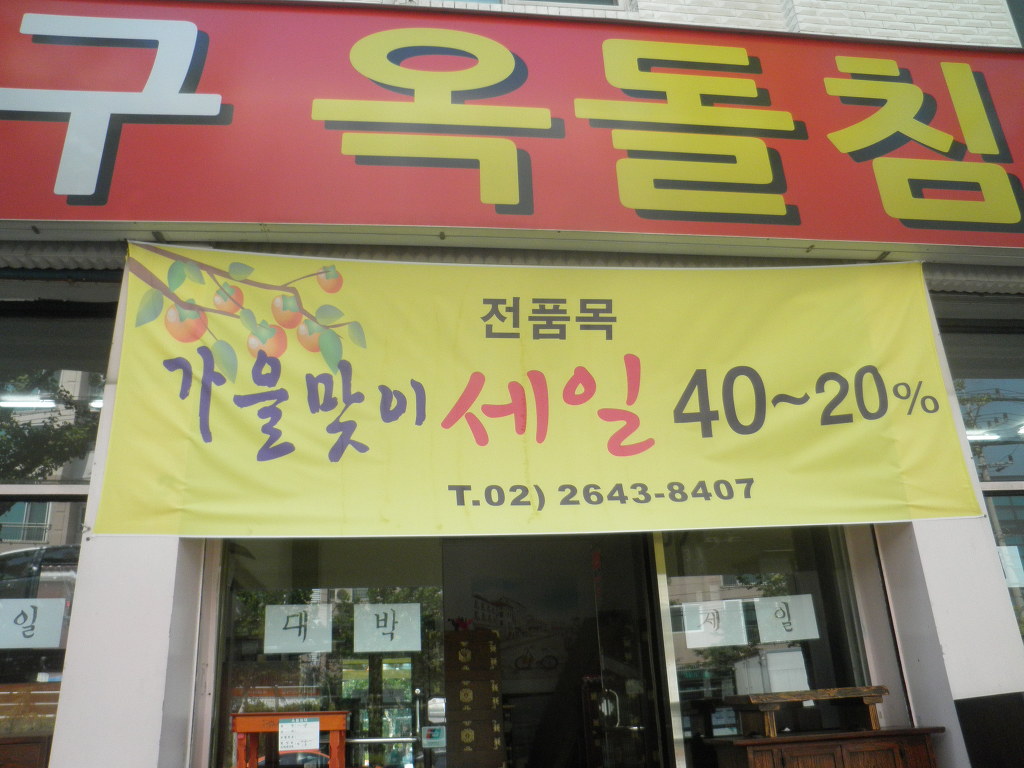 구 옥돌침
전품목
가을맞이 세일 40~20%
T.02) 2643-8407
일 대 박 세 일